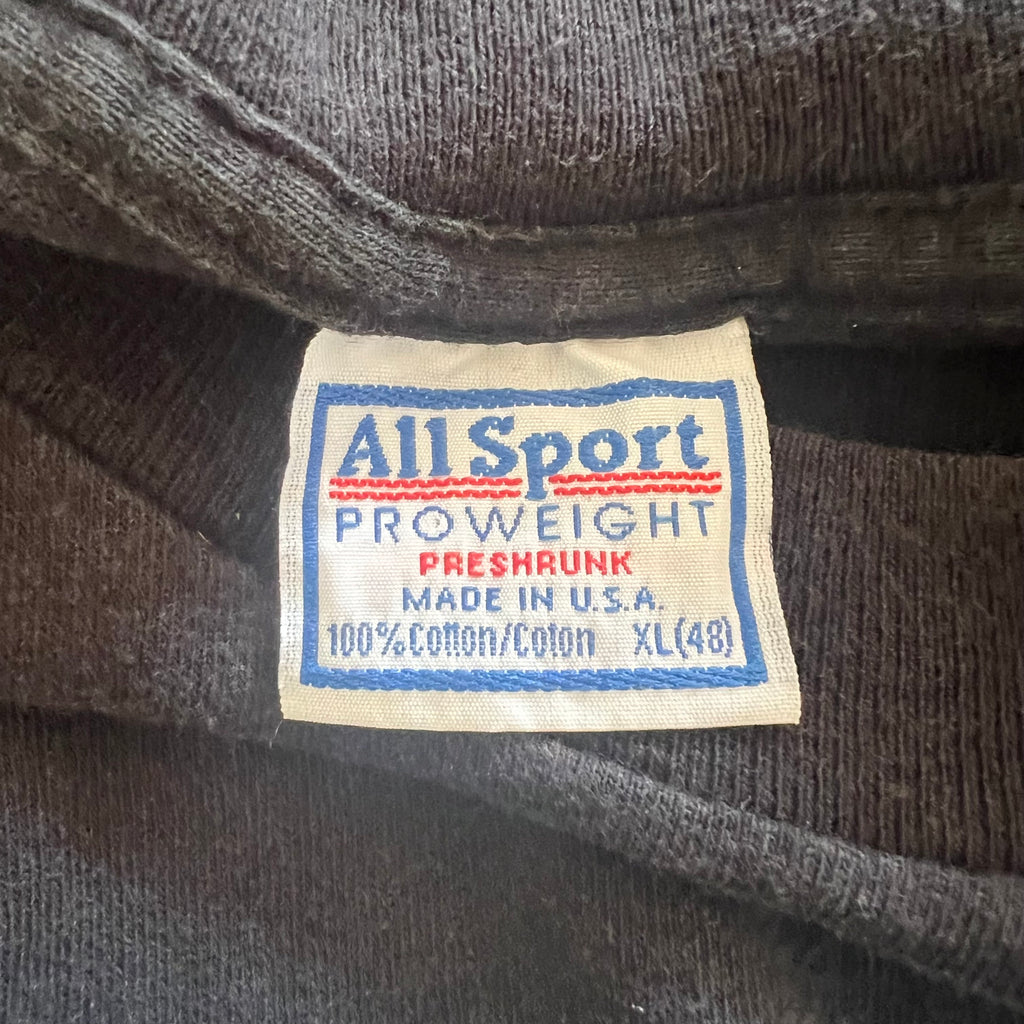 All Sport
PROWEIGHT
PRESHRUNK
MADE IN U.S.A.
100% Cotton/Coton XL(48)